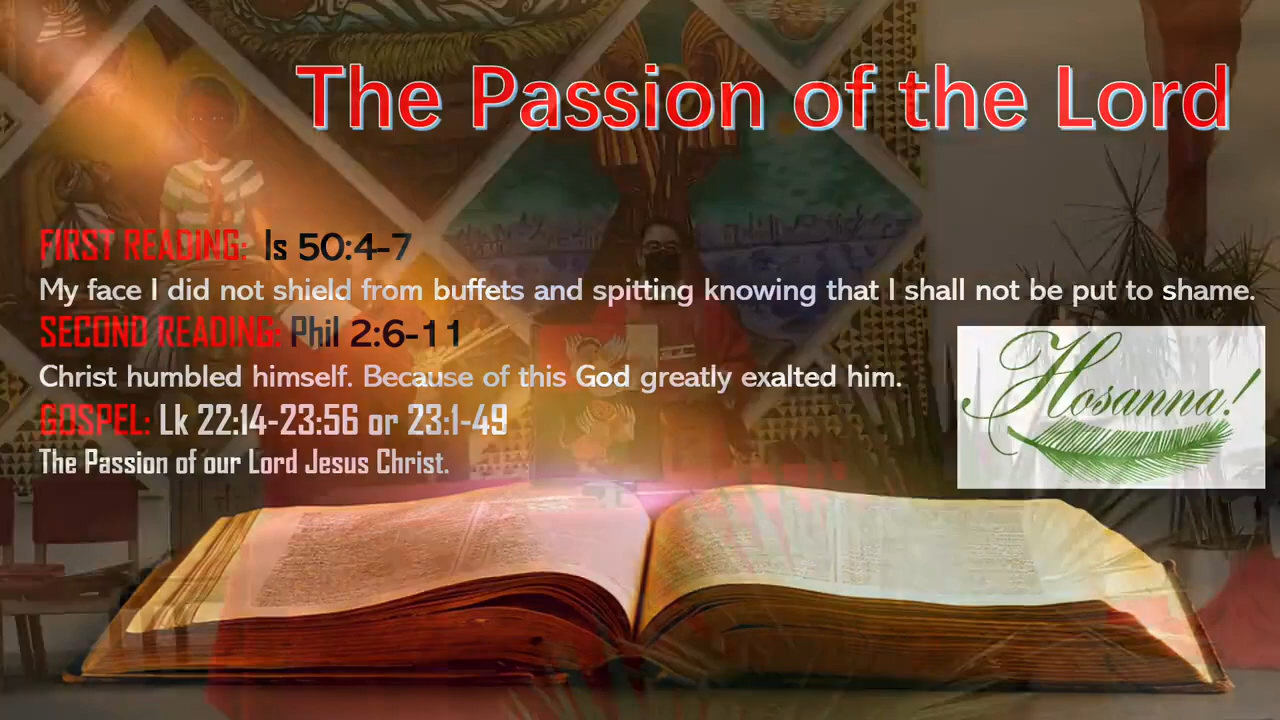 The Passion of the Lord
FIRST READING: Is 50:4-7
My face I did not shield from buffets and spitting knowing that I shall not be put to shame.
SECOND READING: Phil 2:6-11
Christ humbled himself. Because of this God greatly exalted him.
Hosanna!
GOSPEL: Lk 22:14-23:56 or 23:1-49
The Passion of our Lord Jesus Christ.